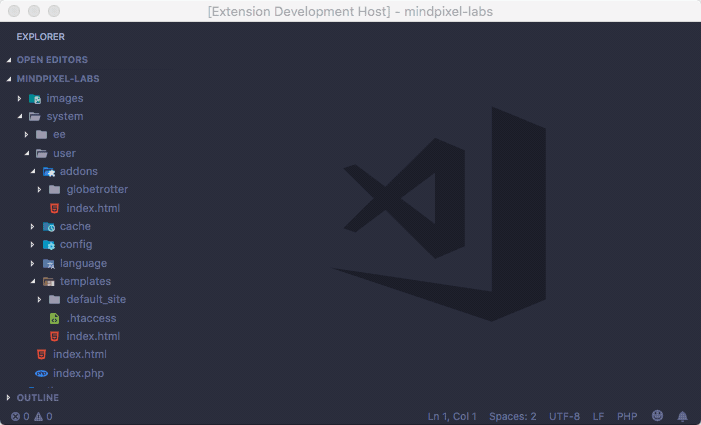 [Extension Development Host] - mindpixel-labs
EXPLORER
OPEN EDITORS
MINDPIXEL-LABS
images
system
ee
user
addons
globetrotter
index.html
cache
config
language
templates
default_site
.htaccess
index.html
index.html
index.php
OUTLINE
0 0 Ln 1, Col 1 Spaces: 2 UTF-8 LF PHP